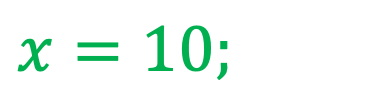 x = 10;